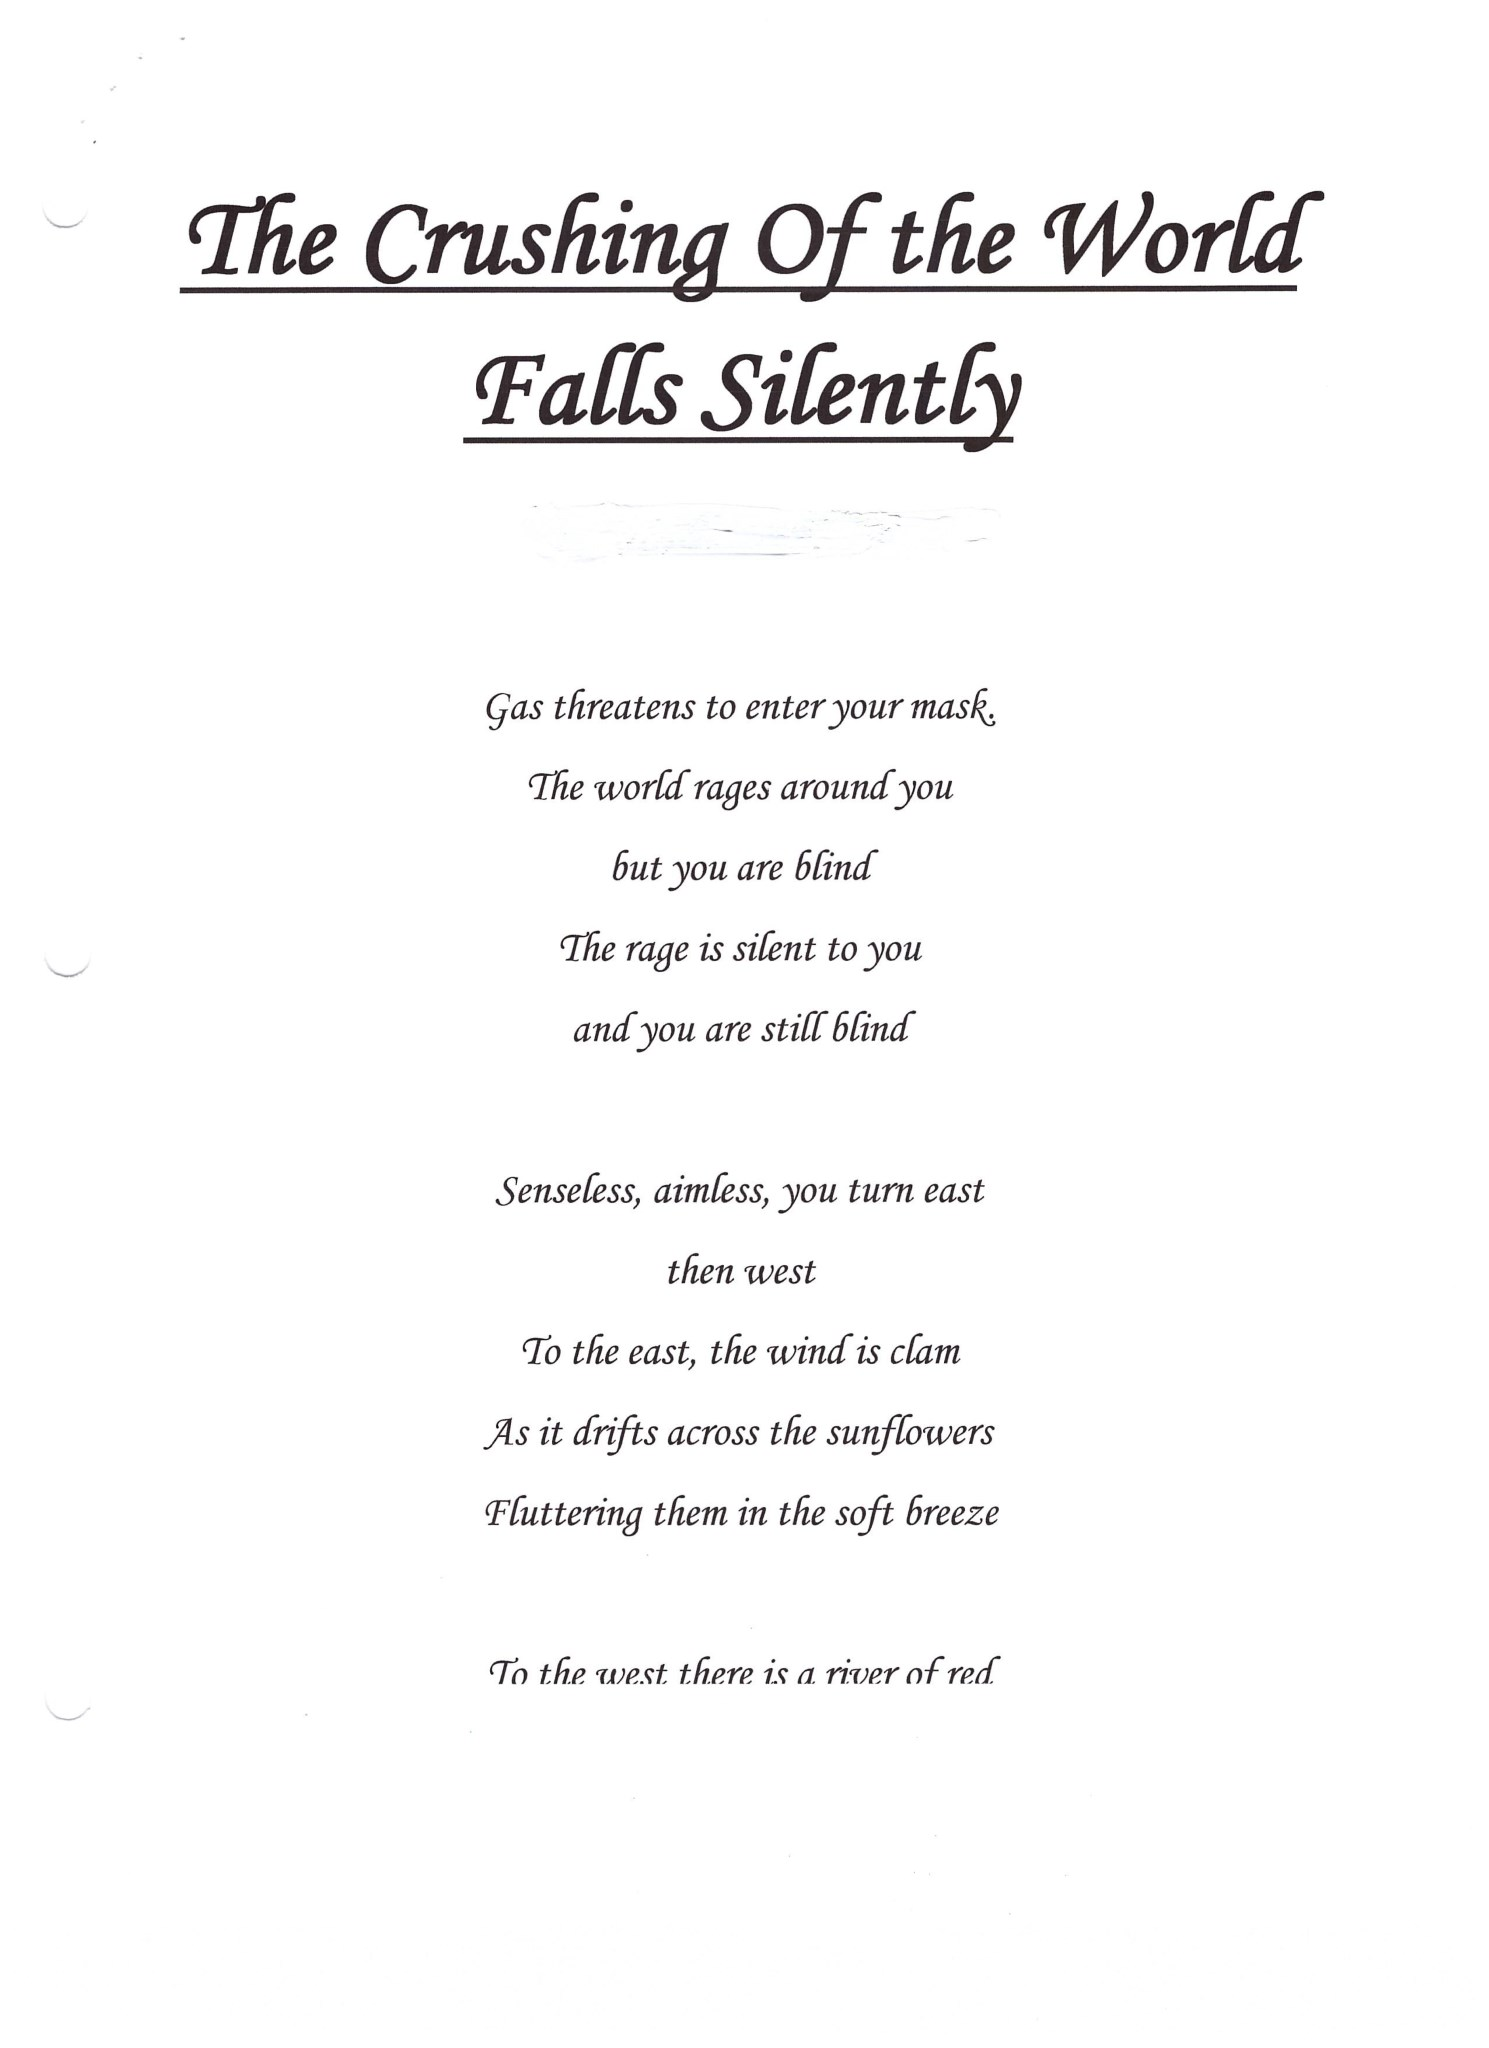 The Crushing Of the World
Falls Silently
Gas threatens to enter your mask.
The world rages around you
but you are blind
The rage is silent to you
and you are still blind
Senseless, aimless, you turn east
then west
To the east, the wind is clam
As it drifts across the sunflowers
Fluttering them in the soft breeze
To the west there is a river of red